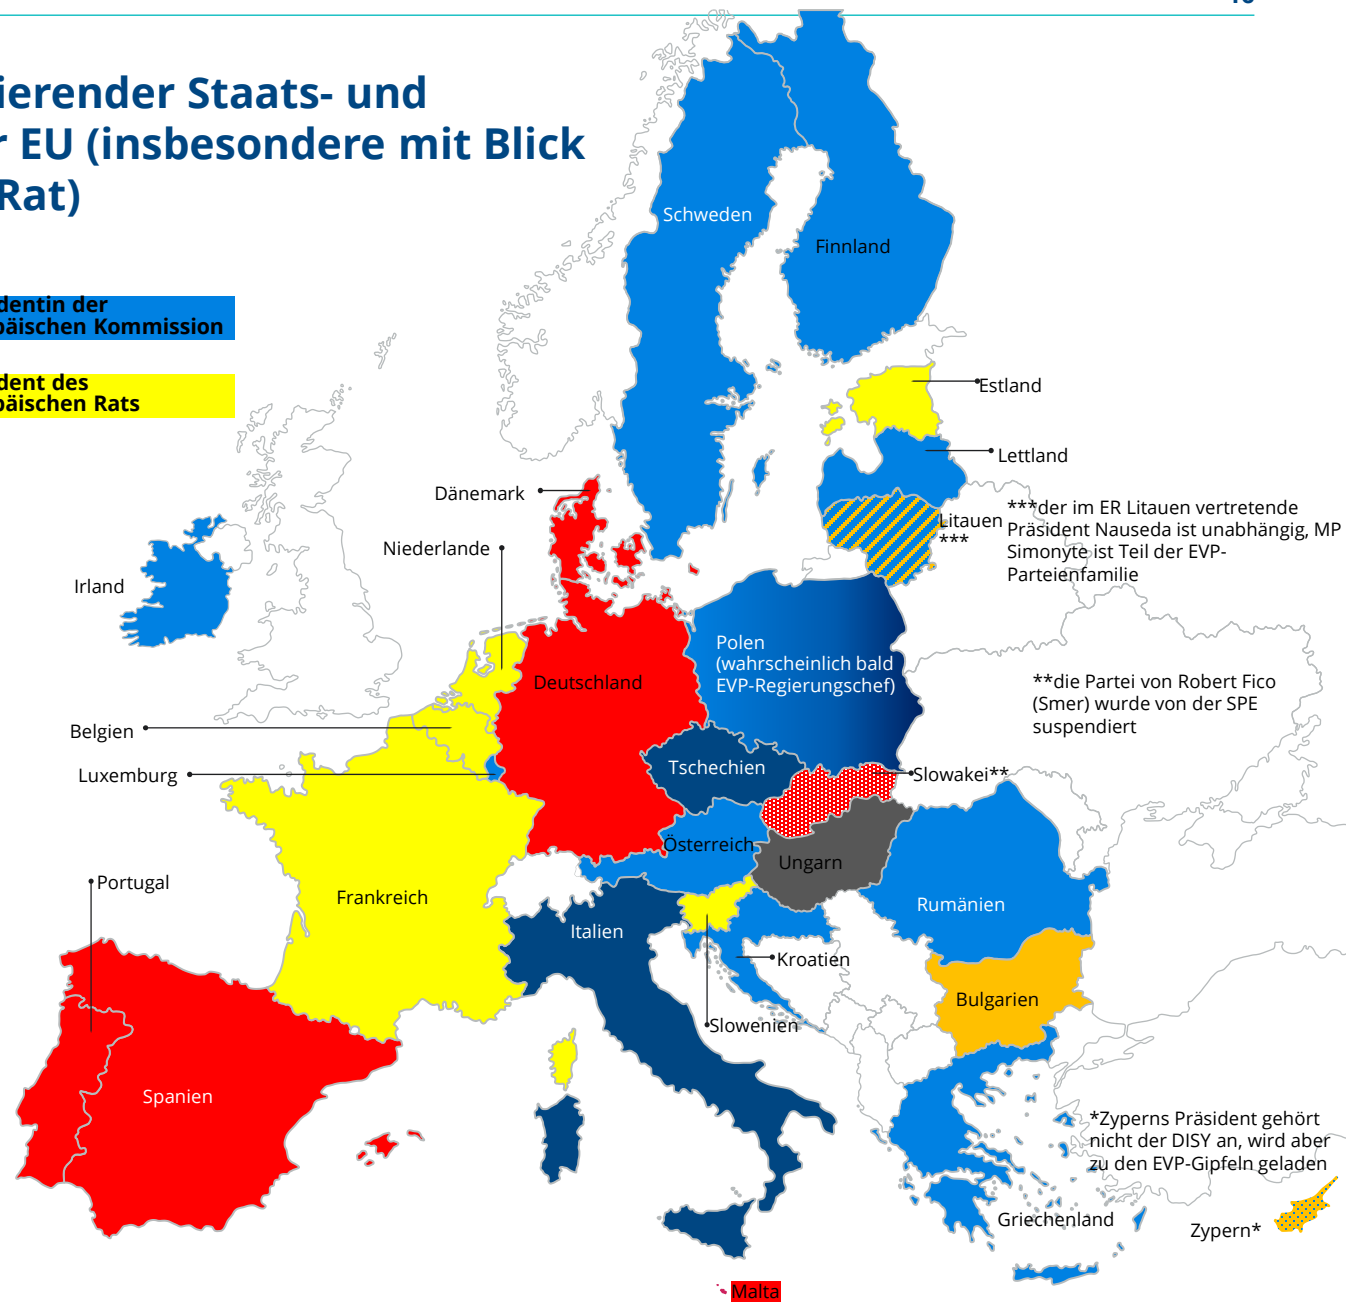 ierender Staats- und
r EU (insbesondere mit Blick
Rat)
dentin der
päischen Kommission
dent des
päischen Rats
Schweden
Finnland
Estland
Lettland
Dänemark
Litauen
***
***der im ER Litauen vertretende
Präsident Nauseda ist unabhängig, MP
Simonyte ist Teil der EVP-
Parteienfamilie
Niederlande
Irland
Polen
(wahrscheinlich bald
EVP-Regierungschef)
Deutschland
**die Partei von Robert Fico
(Smer) wurde von der SPE
suspendiert
Belgien
Luxemburg
Tschechien
Slowakei**
Österreich
Ungarn
Portugal
Frankreich
Rumänien
Italien
Kroatien
Bulgarien
Slowenien
Spanien
*Zyperns Präsident gehört
nicht der DISY an, wird aber
zu den EVP-Gipfeln geladen
Griechenland
Zypern*
Malta